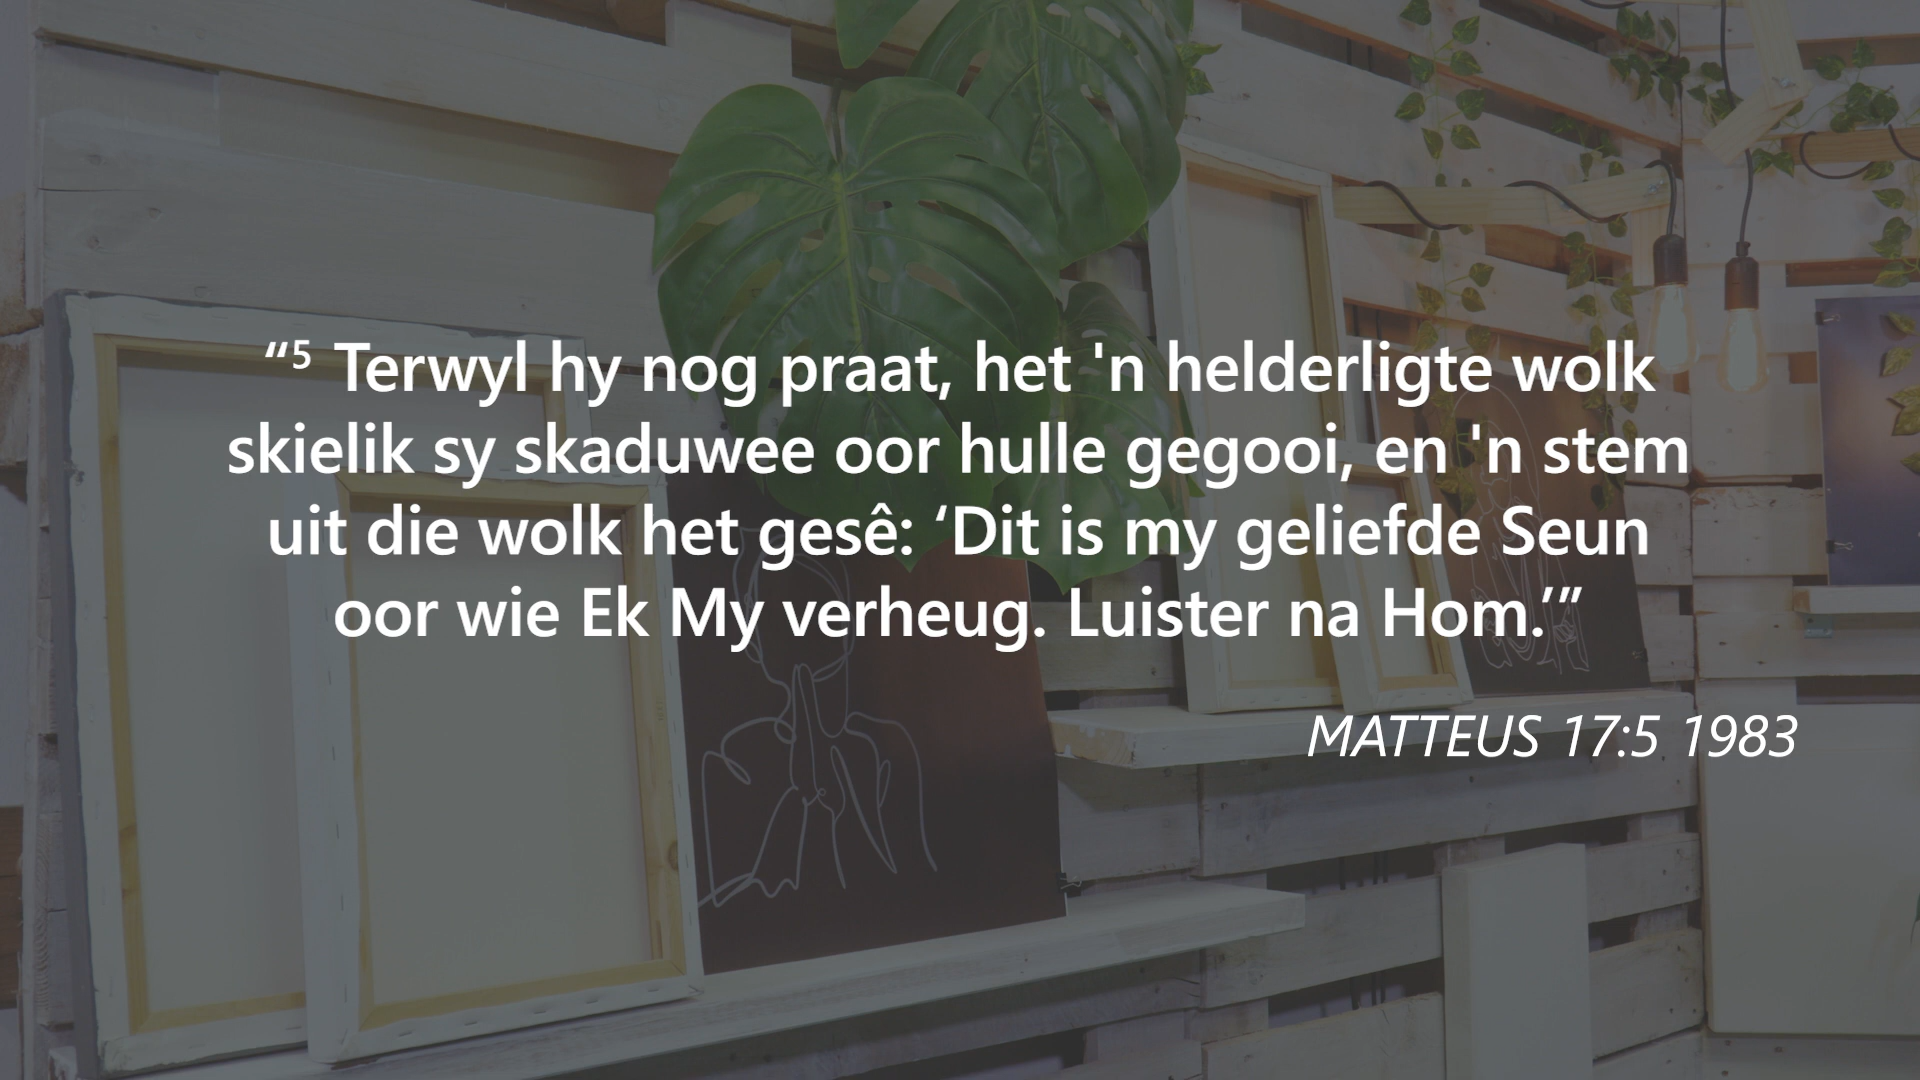 “⁵ Terwyl hy nog praat, het 'n helderligte wolk
skielik sy skaduwee oor hulle gegooi, en 'n stem
uit die wolk het gesê: ‘Dit is my geliefde Seun
oor wie Ek My verheug. Luister na Hom.’”
MATTEUS 17:5 1983